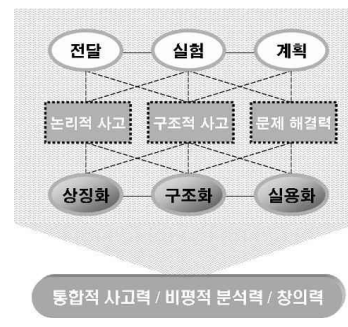 전달 실험 계획
논리적 사고 구조적 사고 문제 해결력
상징화 구조화 실용화
통합적 사고력 / 비평적 분석력 / 창의력